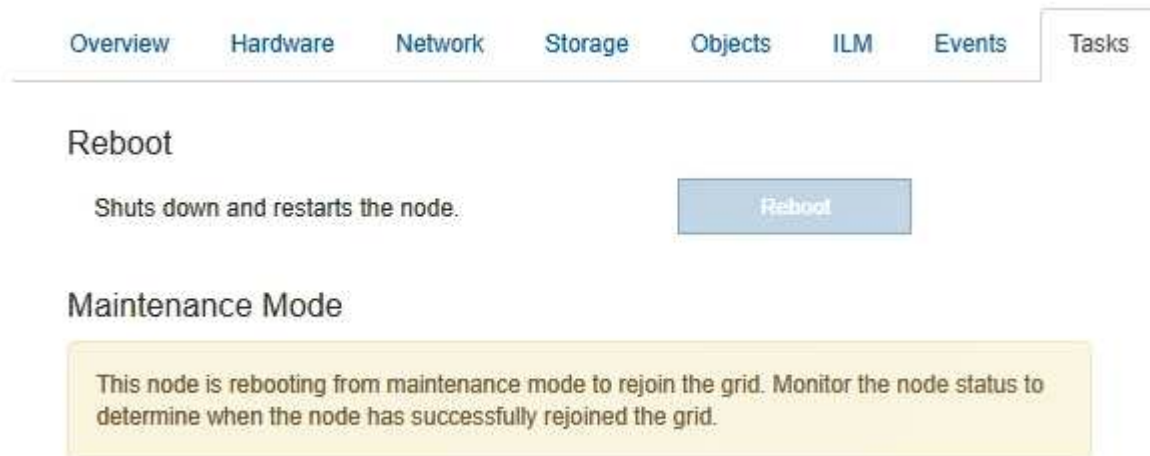 Overview Hardware Network Storage Objects ILM Events Tasks
Reboot
Shuts down and restarts the node. Reboot
Maintenance Mode
This node is rebooting from maintenance mode to rejoin the grid. Monitor the node status to
determine when the node has successfully rejoined the grid.